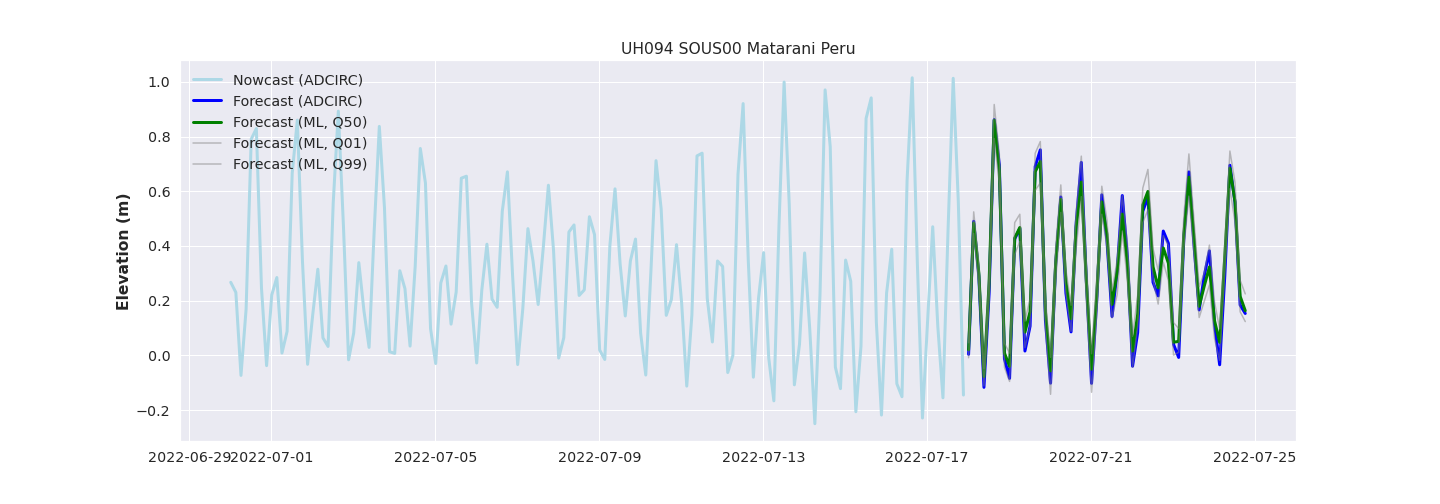 UH094 SOUS00 Matarani Peru
Nowcast (ADCIRC)
Forecast (ADCIRC)
Forecast (ML, Q50)
Forecast (ML, Q01)
Forecast (ML, Q99)
Elevation (m)
1.0
0.8
0.6
0.4
0.2
0.0
−0.2
2022-06-29 2022-07-01 2022-07-05 2022-07-09 2022-07-13 2022-07-17 2022-07-21 2022-07-25